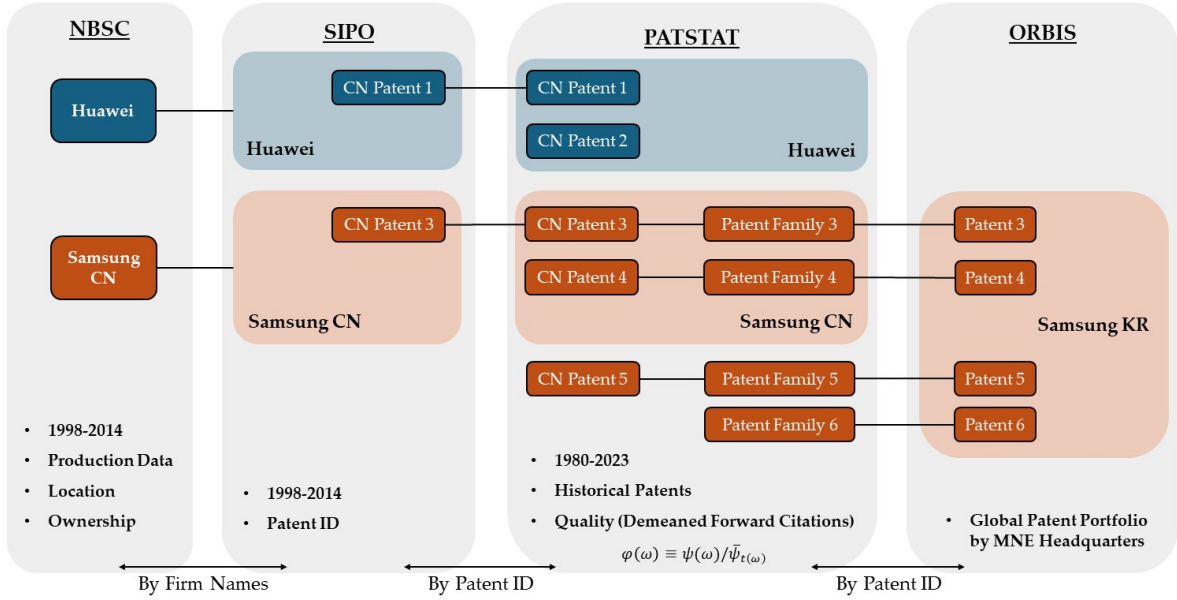 NBSC
SIPO
PATSTAT
ORBIS
Huawei
CN Patent 1
Huawei
CN Patent 1
CN Patent 2
Huawei
Samsung
CN
CN Patent 3
Samsung CN
CN Patent 3
Patent Family 3
CN Patent 4
Patent Family 4
Samsung CN
Patent 3
Patent 4
Samsung KR
CN Patent 5
Patent Family 5
Patent 5
Patent Family 6
Patent 6
• 1998-2014
• Production Data
• Location
• Ownership
• 1998-2014
• Patent ID
• 1980-2023
• Historical Patents
• Quality (Demeaned Forward Citations)
φ(ω) ≡ ψ(ω)/ψ̄t(ω)
• Global Patent Portfolio
by MNE Headquarters
By Firm Names
By Patent ID
By Patent ID